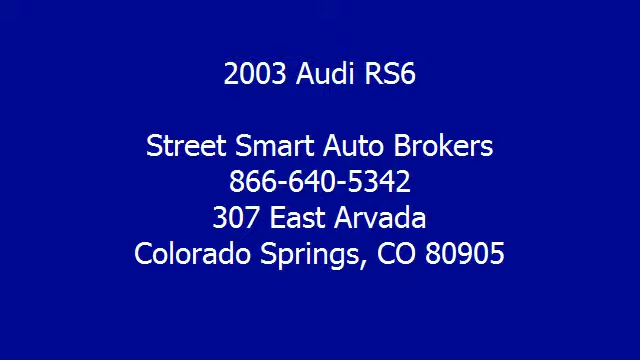 2003 Audi RS6
Street Smart Auto Brokers
866-640-5342
307 East Arvada
Colorado Springs, CO 80905